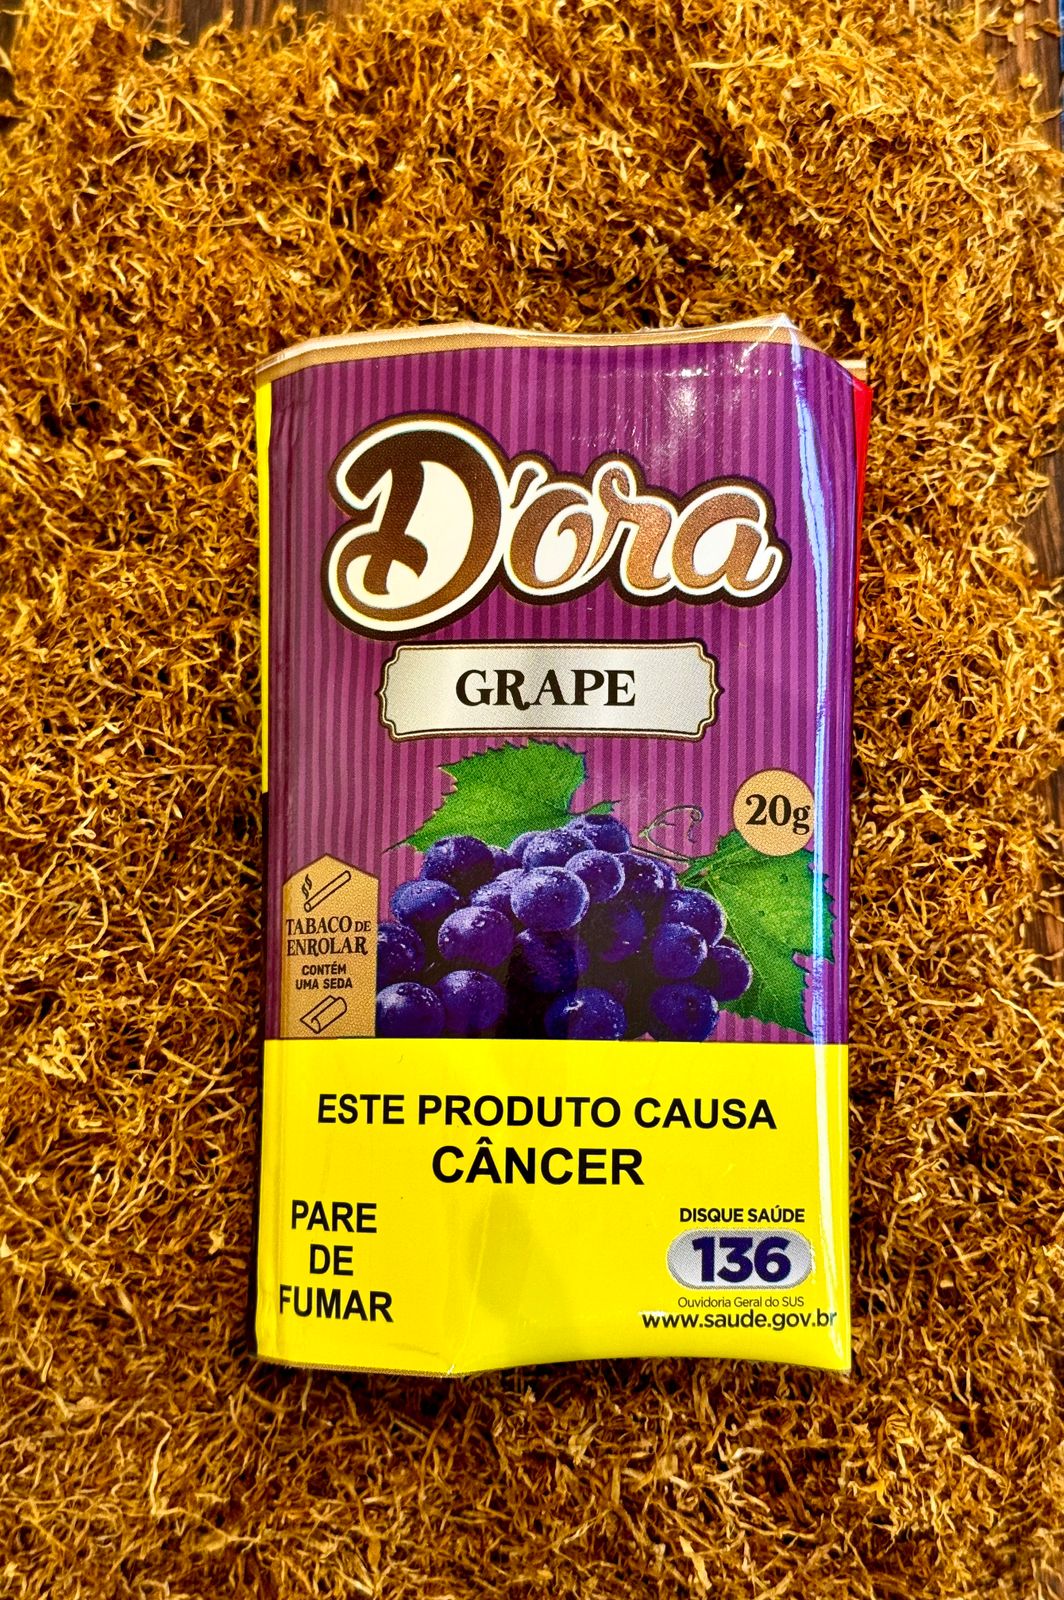 D'ora
GRAPE
20g
TABACO DE
ENROLAR
CONTÉM
UMA SEDA
ESTE PRODUTO CAUSA
CÂNCER
PARE
DE
FUMAR
DISQUE SAÚDE
136
Ouvidoria Geral do SUS
www.saude.gov.br